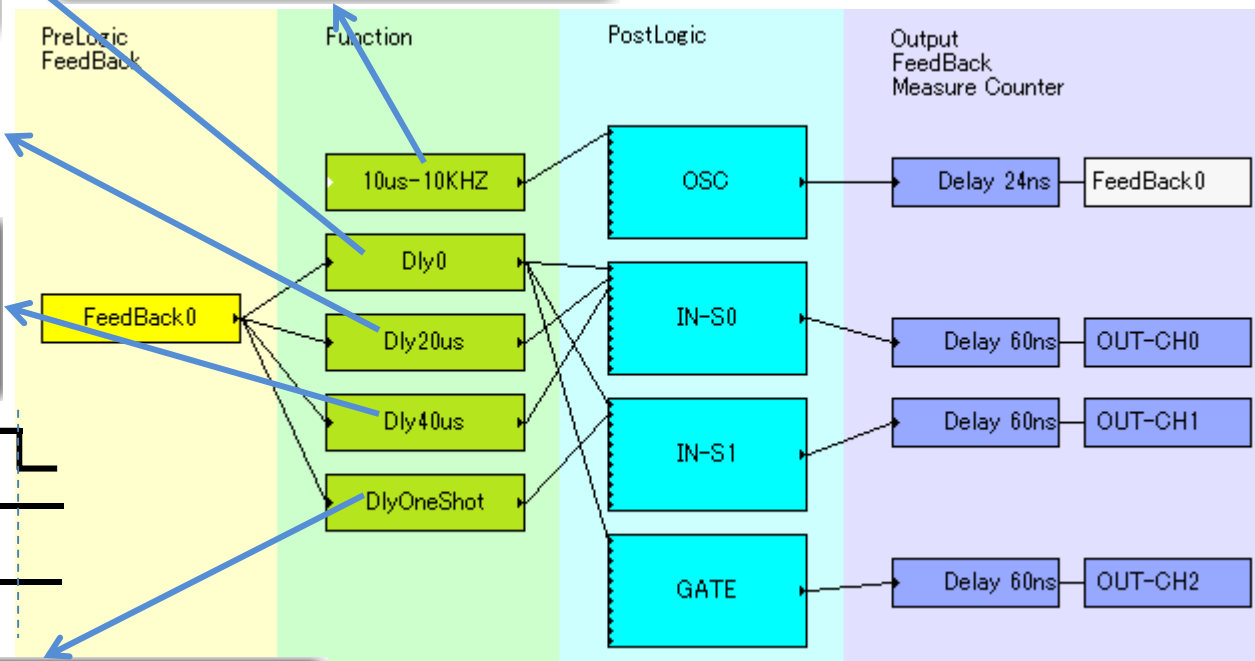 PreLogic
FeedBack
Function
PostLogic
Output
FeedBack
Measure Counter
10us-10KHZ
OSC
Delay 24ns
FeedBack0
Dly0
FeedBack0
IN-S0
Dly20us
Delay 60ns
OUT-CH0
Dly40us
Delay 60ns
OUT-CH1
IN-S1
DlyOneShot
GATE
Delay 60ns
OUT-CH2